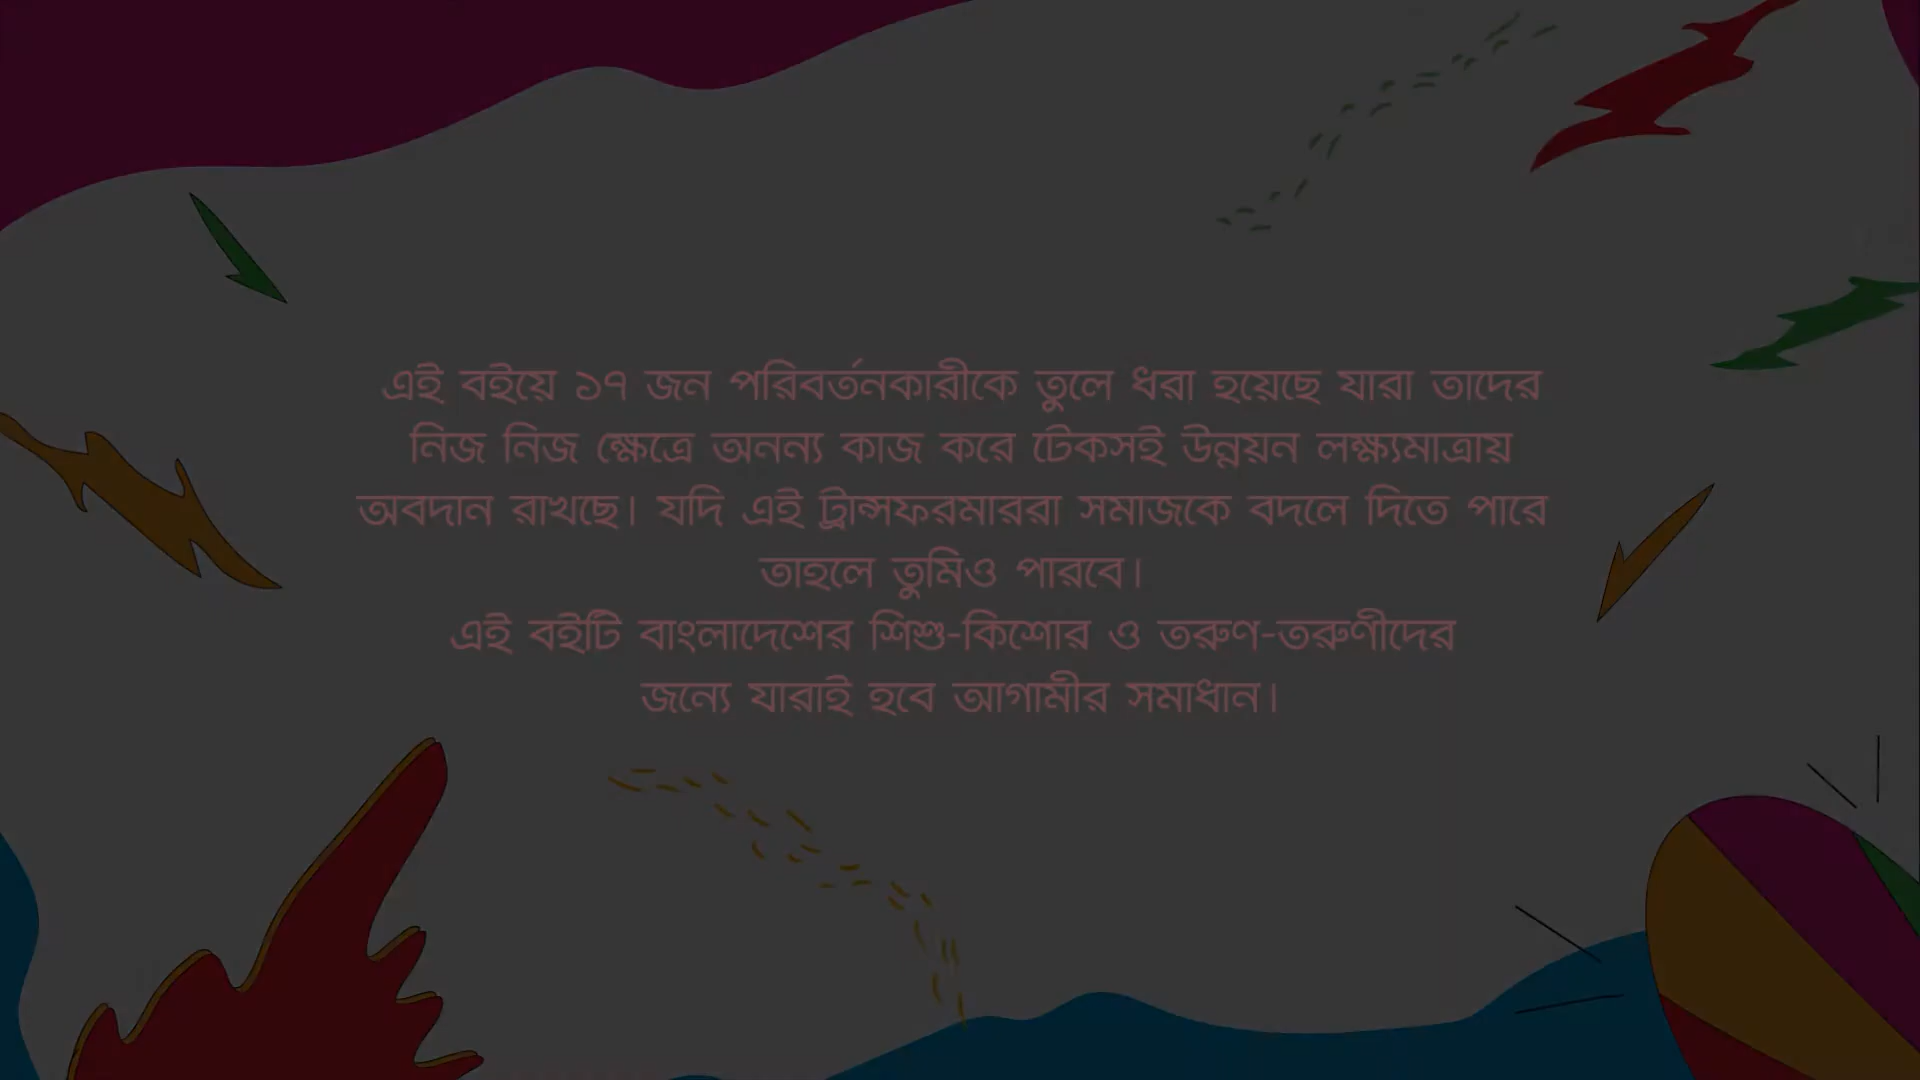 এই বইয়ে ১৭ জন পরিবর্তনকারীকে তুলে ধরা হয়েছে যারা তাদের
নিজ নিজ ক্ষেত্রে অনন্য কাজ করে টেকসই উন্নয়ন লক্ষ্যমাত্রায়
অবদান রাখছে। যদি এই ট্রান্সফরমাররা সমাজকে বদলে দিতে পারে
তাহলে তুমিও পারবে।
এই বইটি বাংলাদেশের শিশু-কিশোর ও তরুণ-তরুণীদের
জন্যে যারাই হবে আগামীর সমাধান।